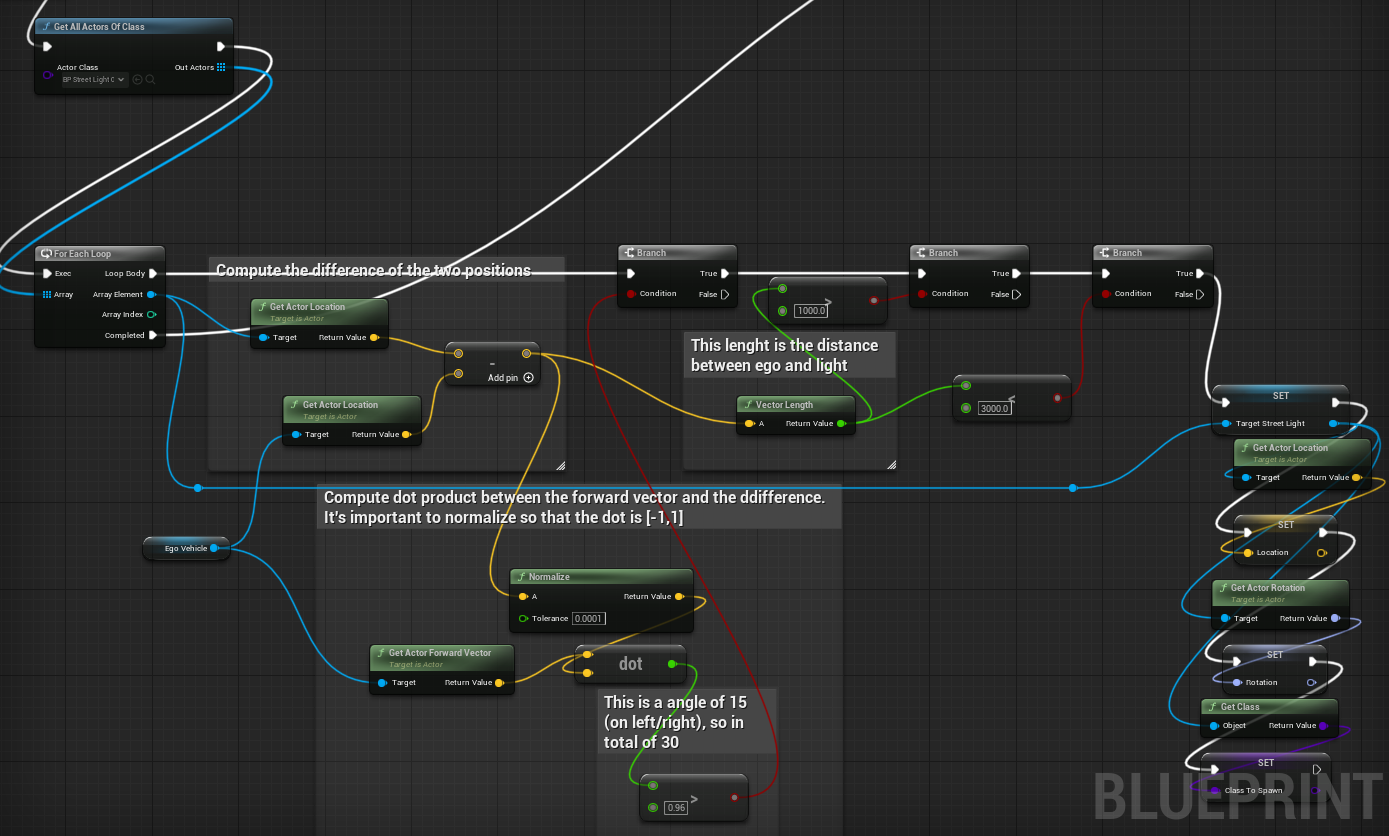 Get All Actors Of Class
Actor Class
Out Actors
BP Street Light C
For Each Loop
Exec
Loop Body
Array
Array Element
Array Index
Completed
Compute the difference of the two positions
Get Actor Location
Target is Actor
Target
Return Value
Get Actor Location
Target is Actor
Target
Return Value
-
Add pin
Branch
True
Condition
False
>
1000.0
Branch
True
Condition
False
Branch
True
Condition
False
This lenght is the distance
between ego and light
Vector Length
A
Return Value
<
3000.0
SET
Target Street Light
Get Actor Location
Target is Actor
Target
Return Value
SET
Location
Get Actor Rotation
Target is Actor
Target
Return Value
SET
Rotation
Get Class
Object
Return Value
SET
Class To Spawn
Ego Vehicle
Compute dot product between the forward vector and the ddifference.
It's important to normalize so that the dot is [-1,1]
Normalize
A
Return Value
Tolerance
0.0001
Get Actor Forward Vector
Target is Actor
Target
Return Value
dot
This is a angle of 15
(on left/right), so in
total of 30
>
0.96
BLUEPRINT